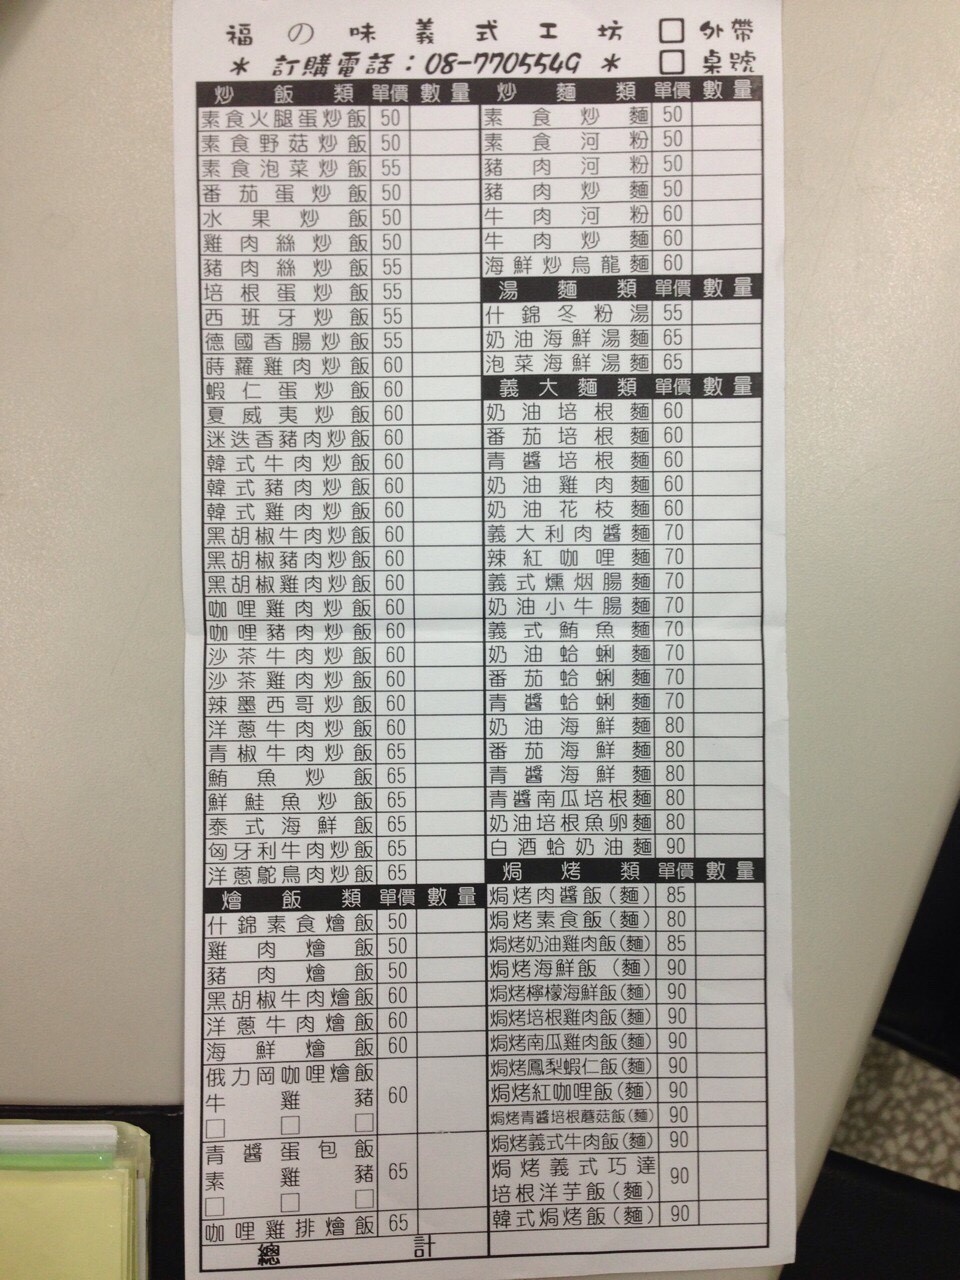 福の味義式工坊 □ 外帶
* 訂購電話：08-7705549 * □ 桌號
炒飯類 單價 數量
素食火腿蛋炒飯 50
素食野菇炒飯 50
素食泡菜炒飯 55
番茄蛋炒飯 50
水果炒飯 50
雞肉絲炒飯 50
豬肉絲炒飯 55
培根蛋炒飯 55
西班牙炒飯 55
德國香腸炒飯 55
蒔蘿雞肉炒飯 60
蝦仁蛋炒飯 60
夏威夷炒飯 60
迷迭香豬肉炒飯 60
韓式牛肉炒飯 60
韓式豬肉炒飯 60
韓式雞肉炒飯 60
黑胡椒牛肉炒飯 60
黑胡椒豬肉炒飯 60
黑胡椒雞肉炒飯 60
咖哩雞肉炒飯 60
咖哩豬肉炒飯 60
沙茶牛肉炒飯 60
沙茶雞肉炒飯 60
辣墨西哥炒飯 60
洋蔥牛肉炒飯 60
青椒牛肉炒飯 65
鮪魚炒飯 65
鮮鮭魚炒飯 65
泰式海鮮飯 65
匈牙利牛肉炒飯 65
洋蔥鴕鳥肉炒飯 65
燴飯類 單價 數量
什錦素食燴飯 50
雞肉燴飯 50
豬肉燴飯 50
黑胡椒牛肉燴飯 60
洋蔥牛肉燴飯 60
海鮮燴飯 60
俄力岡咖哩燴飯 60
牛 雞 豬
□ □ □
青醬蛋包飯 65
素 雞 豬
□ □ □
咖哩雞排燴飯 65
總計
炒麵類 單價 數量
素食炒麵 50
素食河粉 50
豬肉河粉 50
豬肉炒麵 50
牛肉河粉 60
牛肉炒麵 60
海鮮炒烏龍麵 60
湯麵類 單價 數量
什錦冬粉湯 55
奶油海鮮湯麵 65
泡菜海鮮湯麵 65
義大麵類 單價 數量
奶油培根麵 60
番茄培根麵 60
青醬培根麵 60
奶油雞肉麵 60
奶油花枝麵 60
義大利肉醬麵 70
辣紅咖哩麵 70
義式燻烟腸麵 70
奶油小牛腸麵 70
義式鮪魚麵 70
奶油蛤蜊麵 70
番茄蛤蜊麵 70
青醬蛤蜊麵 70
奶油海鮮麵 80
番茄海鮮麵 80
青醬海鮮麵 80
青醬南瓜培根麵 80
奶油培根魚卵麵 80
白酒蛤奶油麵 90
焗烤類 單價 數量
焗烤肉醬飯(麵) 85
焗烤素食飯(麵) 80
焗烤奶油雞肉飯(麵) 85
焗烤海鮮飯(麵) 90
焗烤檸檬海鮮飯(麵) 90
焗烤培根雞肉飯(麵) 90
焗烤南瓜雞肉飯(麵) 90
焗烤鳳梨蝦仁飯(麵) 90
焗烤紅咖哩飯(麵) 90
焗烤青醬培根蘑菇飯(麵) 90
焗烤義式牛肉飯(麵) 90
焗烤義式巧達 90
培根洋芋飯(麵)
韓式焗烤飯(麵) 90